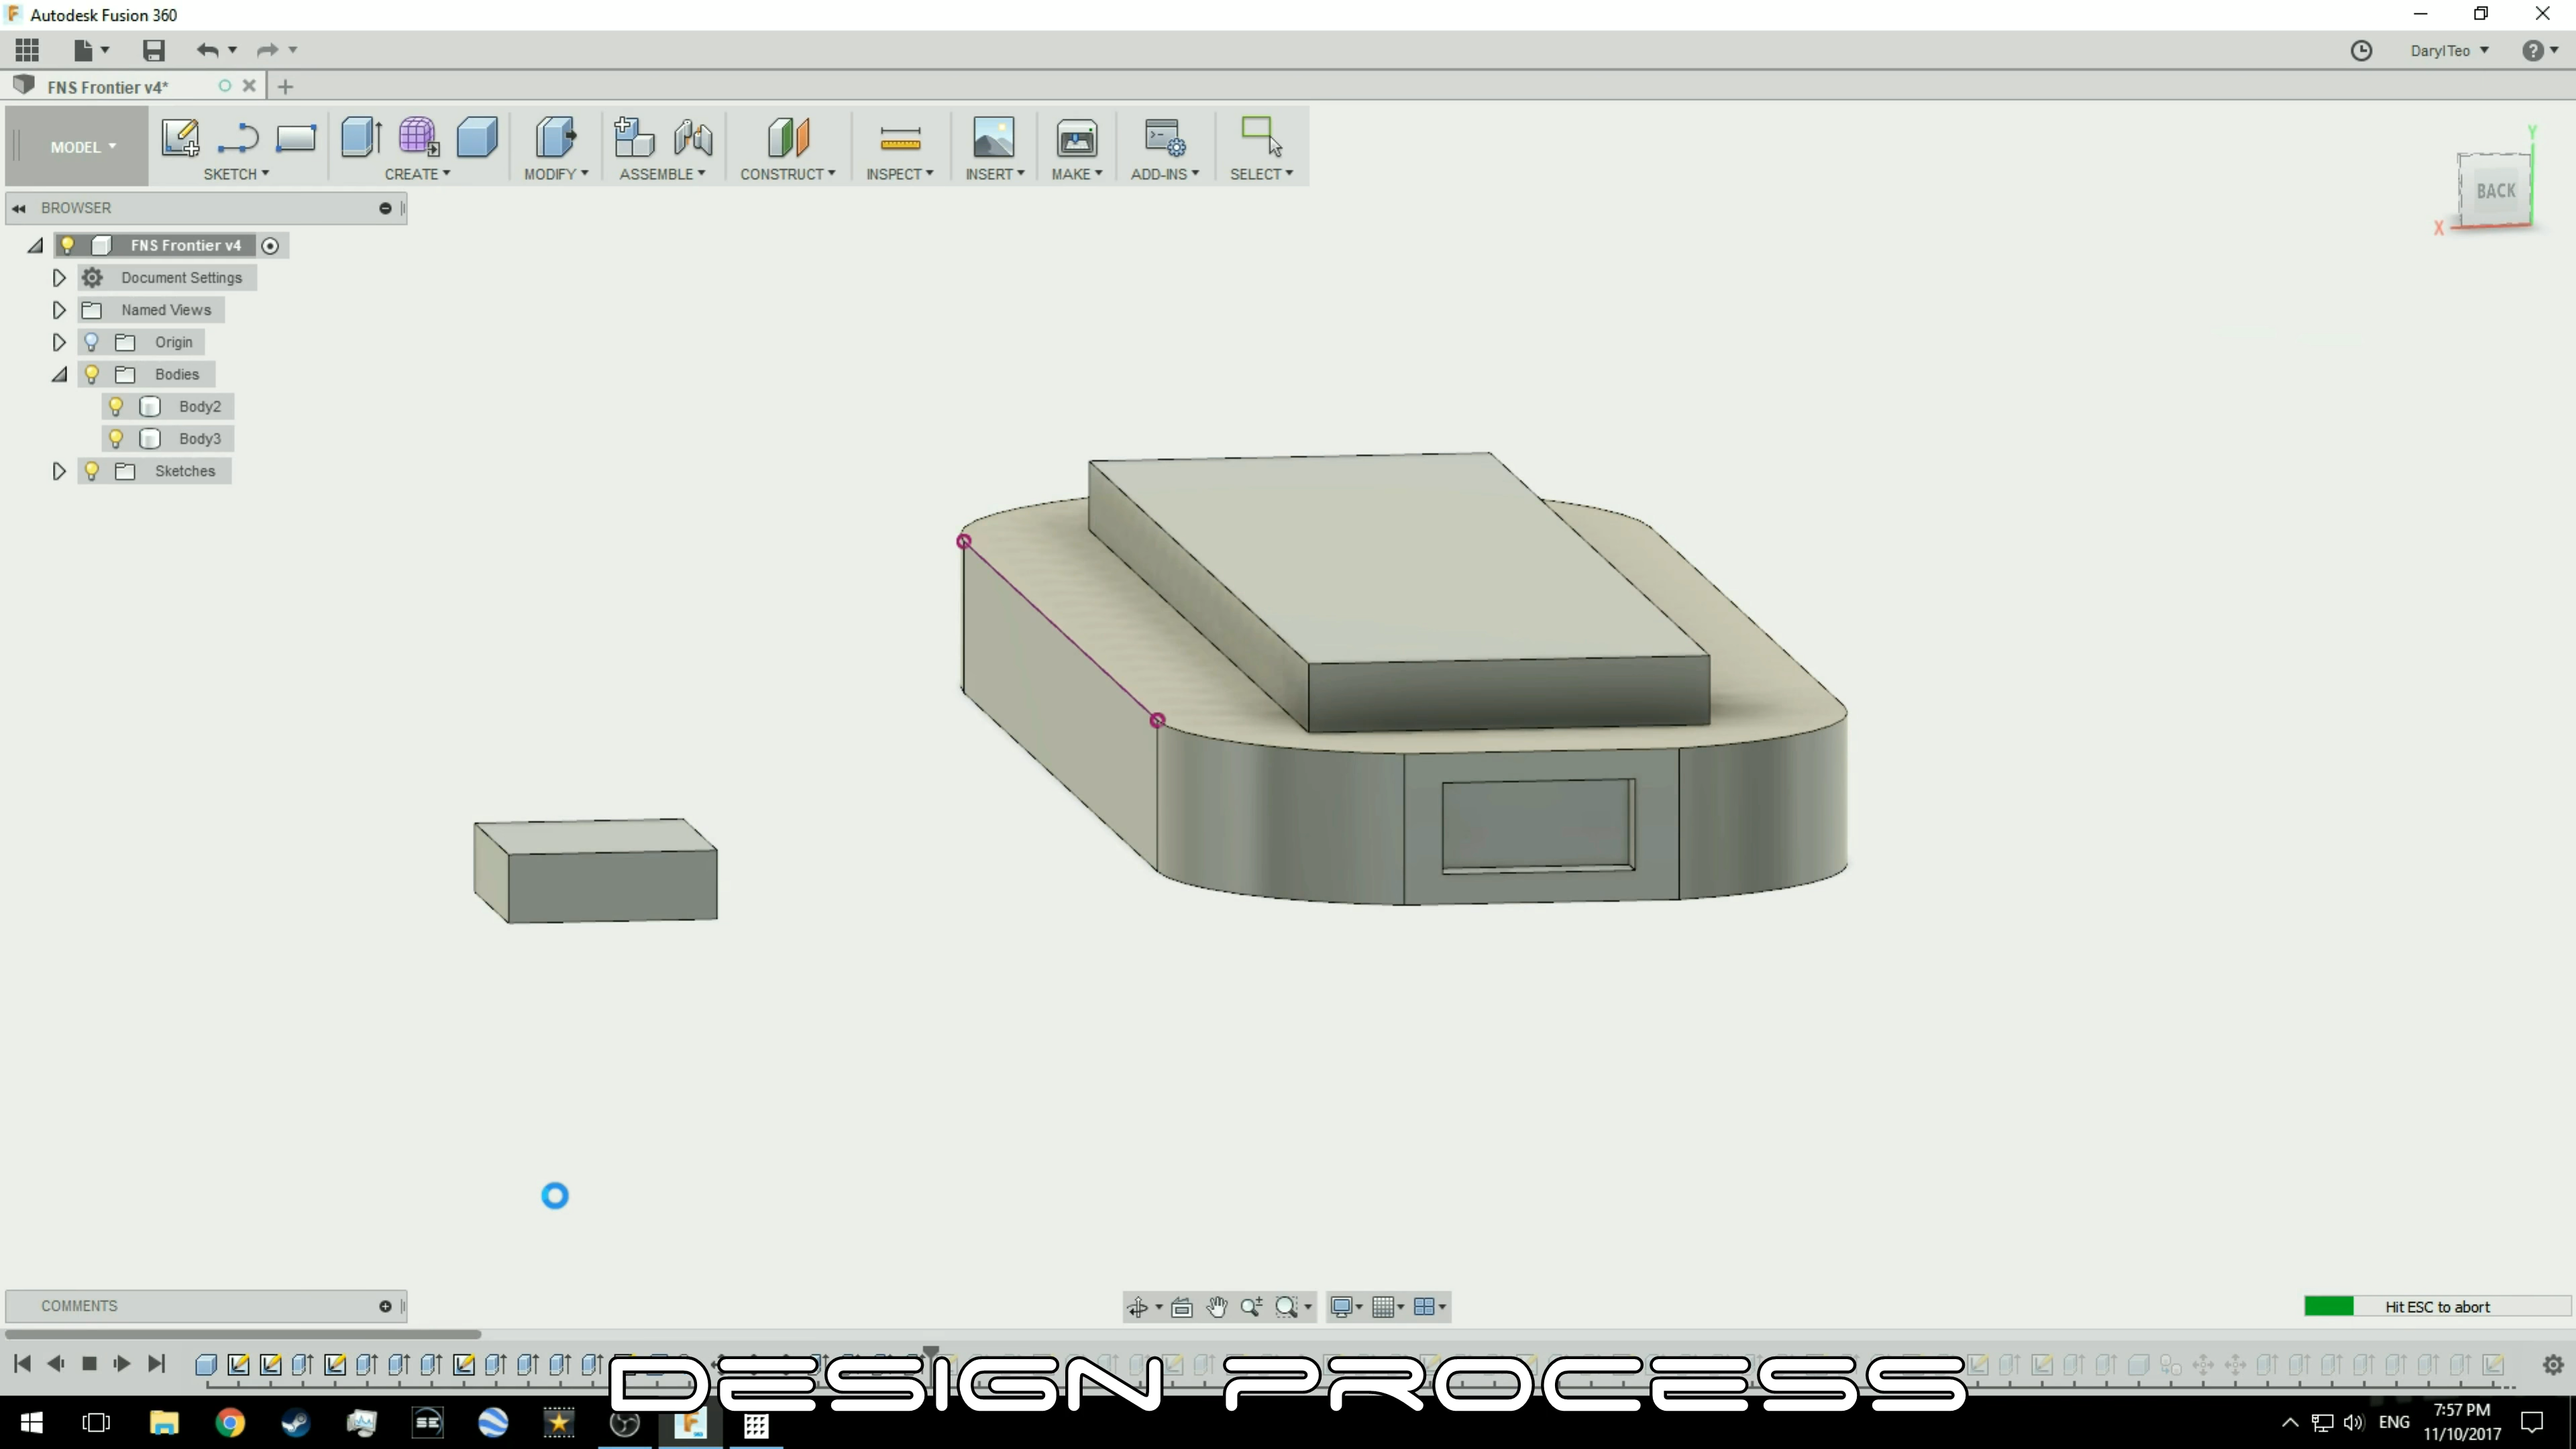 Autodesk Fusion 360
DarylTeo
FNS Frontier v4*
MODEL
SKETCH
CREATE
MODIFY
ASSEMBLE
CONSTRUCT
INSPECT
INSERT
MAKE
ADD-INS
SELECT
BROWSER
FNS Frontier v4
Document Settings
Named Views
Origin
Bodies
Body2
Body3
Sketches
Y
BACK
X
COMMENTS
Hit ESC to abort
DESIGN PROCESS
SE
F
ENG
7:57 PM
11/10/2017